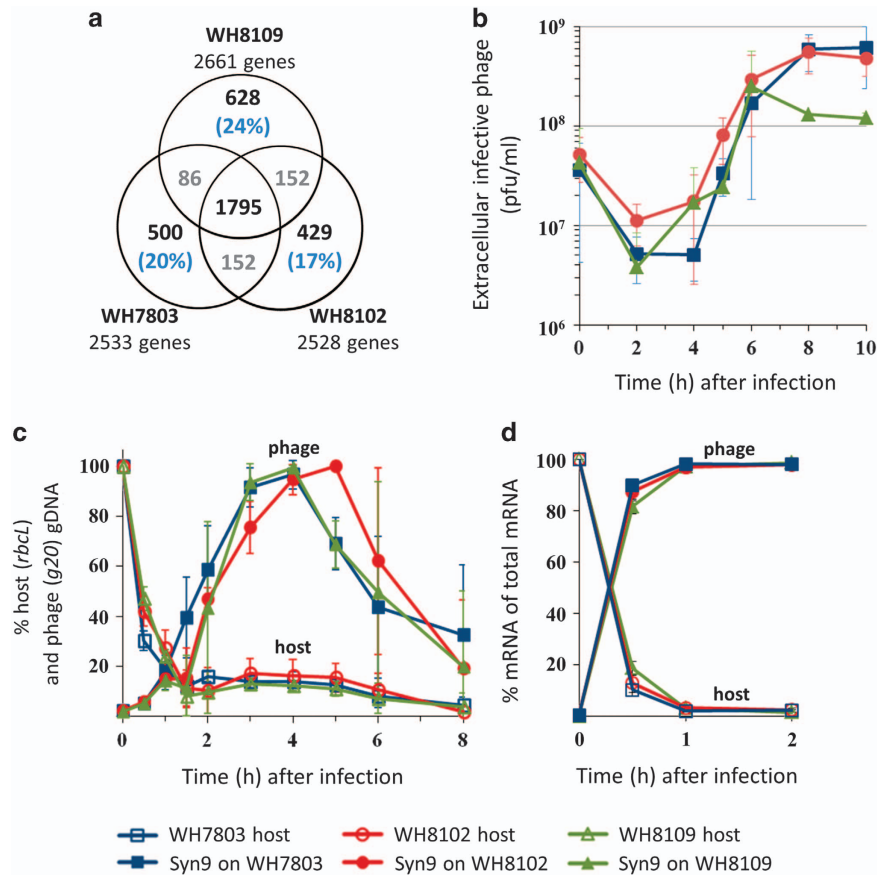 a
WH8109
2661 genes
628
(24%)
86
152
1795
500
(20%)
429
(17%)
152
WH7803
2533 genes
WH8102
2528 genes
b
Extracellular infective phage
(pfu/ml)
10⁹
10⁸
10⁷
10⁶
0 2 4 6 8 10
Time (h) after infection
c
% host (rbcL)
and phage (g20) gDNA
100
80
60
40
20
phage
host
0 2 4 6 8
Time (h) after infection
d
% mRNA of total mRNA
100
80
60
40
20
phage
host
0 1 2
Time (h) after infection
WH7803 host WH8102 host WH8109 host
Syn9 on WH7803 Syn9 on WH8102 Syn9 on WH8109